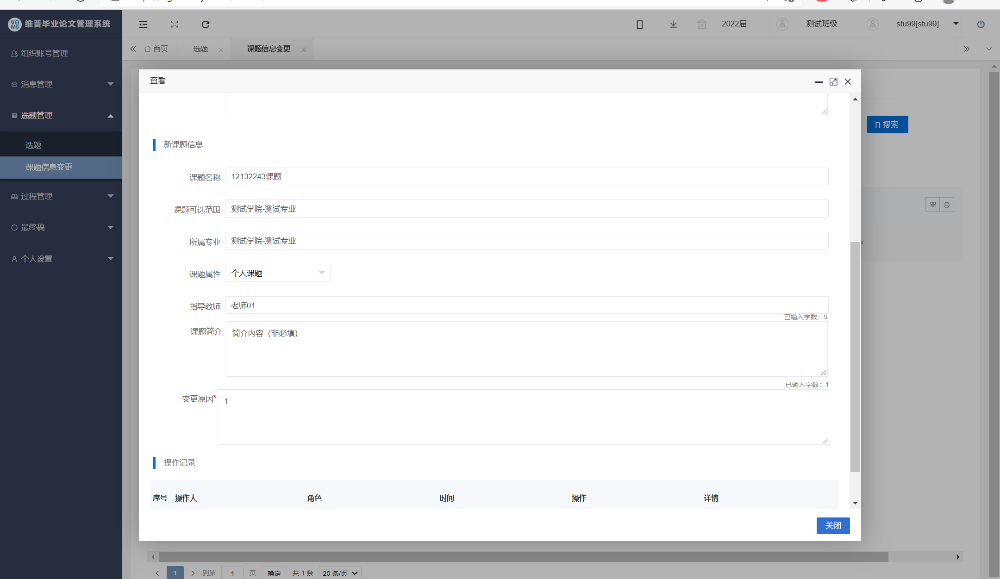 维普毕业论文管理系统
2022届
测试班级
stu99[stu99]
组织账号管理
消息管理
选题管理
选题
课题信息变更
过程管理
最终稿
个人设置
首页
选题
课题信息变更
查看
搜索
新课题信息
课题名称
12132243课题
课题可选范围
测试学院-测试专业
所属专业
测试学院-测试专业
课题属性
个人课题
指导教师
老师01
已输入字数：9
课题简介
简介内容（非必填）
已输入字数：1
变更原因*
1
操作记录
序号 操作人 角色 时间 操作 详情
关闭
1 到第 1 页 确定 共 1 条 20 条/页